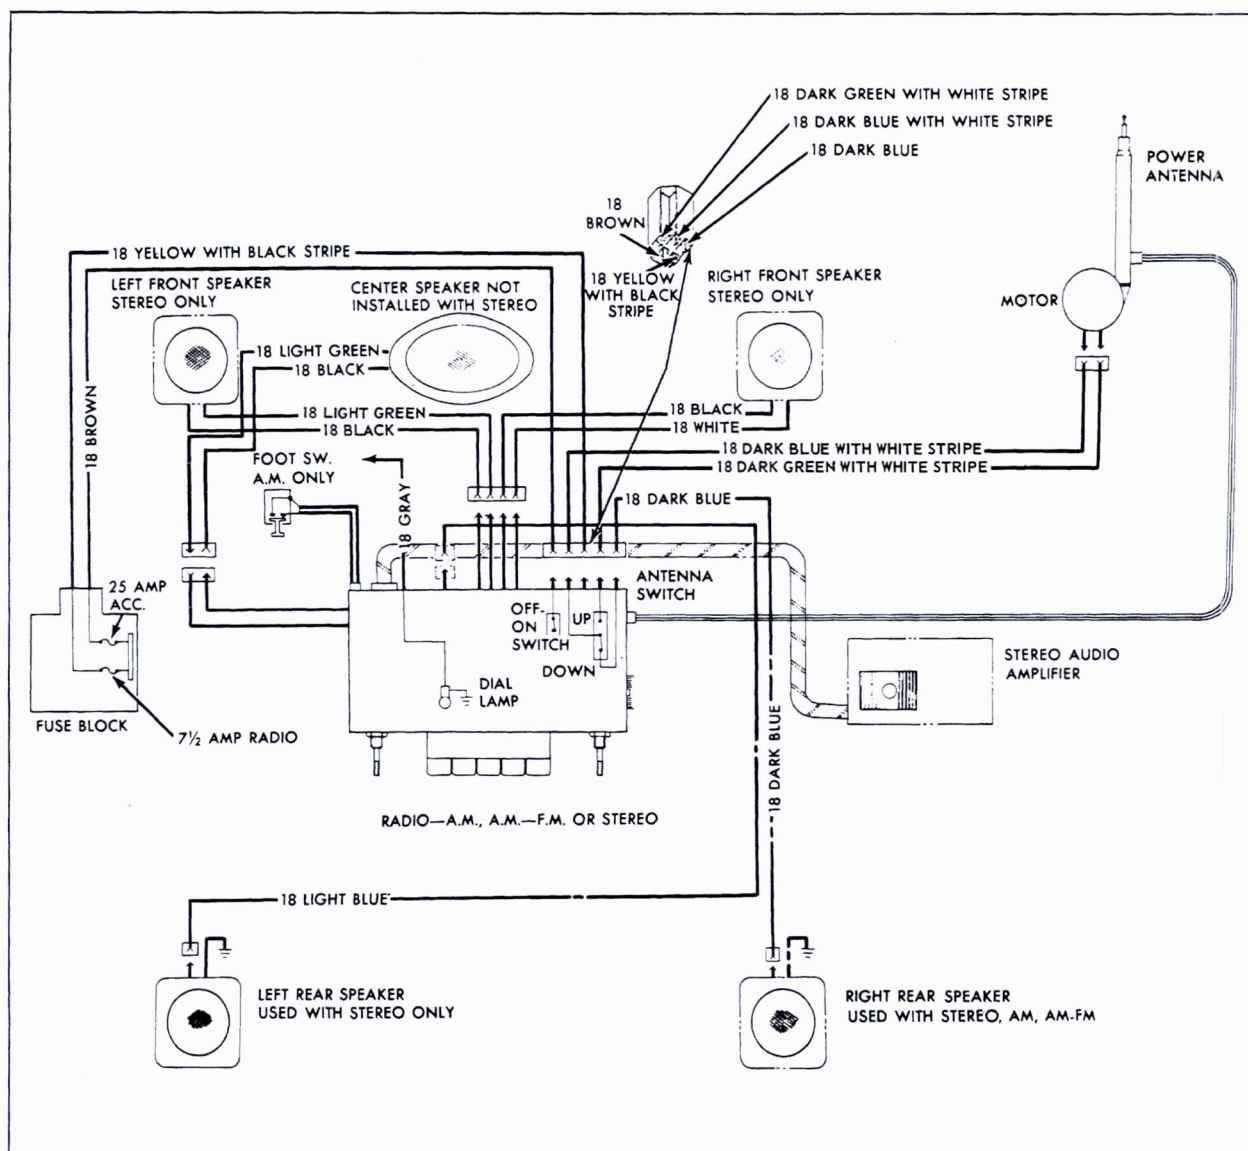 18 DARK GREEN WITH WHITE STRIPE
18 DARK BLUE WITH WHITE STRIPE
18 DARK BLUE
POWER
ANTENNA
18
BROWN
18 YELLOW WITH BLACK STRIPE
18 YELLOW
WITH BLACK
STRIPE
LEFT FRONT SPEAKER
STEREO ONLY
CENTER SPEAKER NOT
INSTALLED WITH STEREO
RIGHT FRONT SPEAKER
STEREO ONLY
MOTOR
18 LIGHT GREEN
18 BLACK
18 BROWN
18 LIGHT GREEN
18 BLACK
18 BLACK
18 WHITE
18 DARK BLUE WITH WHITE STRIPE
18 DARK GREEN WITH WHITE STRIPE
FOOT SW.
A.M. ONLY
18 GRAY
18 DARK BLUE
25 AMP
ACC.
ANTENNA
SWITCH
OFF-
ON
SWITCH
UP
DOWN
DIAL
LAMP
STEREO AUDIO
AMPLIFIER
FUSE BLOCK
7½ AMP RADIO
18 DARK BLUE
RADIO—A.M., A.M.—F.M. OR STEREO
18 LIGHT BLUE
LEFT REAR SPEAKER
USED WITH STEREO ONLY
RIGHT REAR SPEAKER
USED WITH STEREO, AM, AM-FM